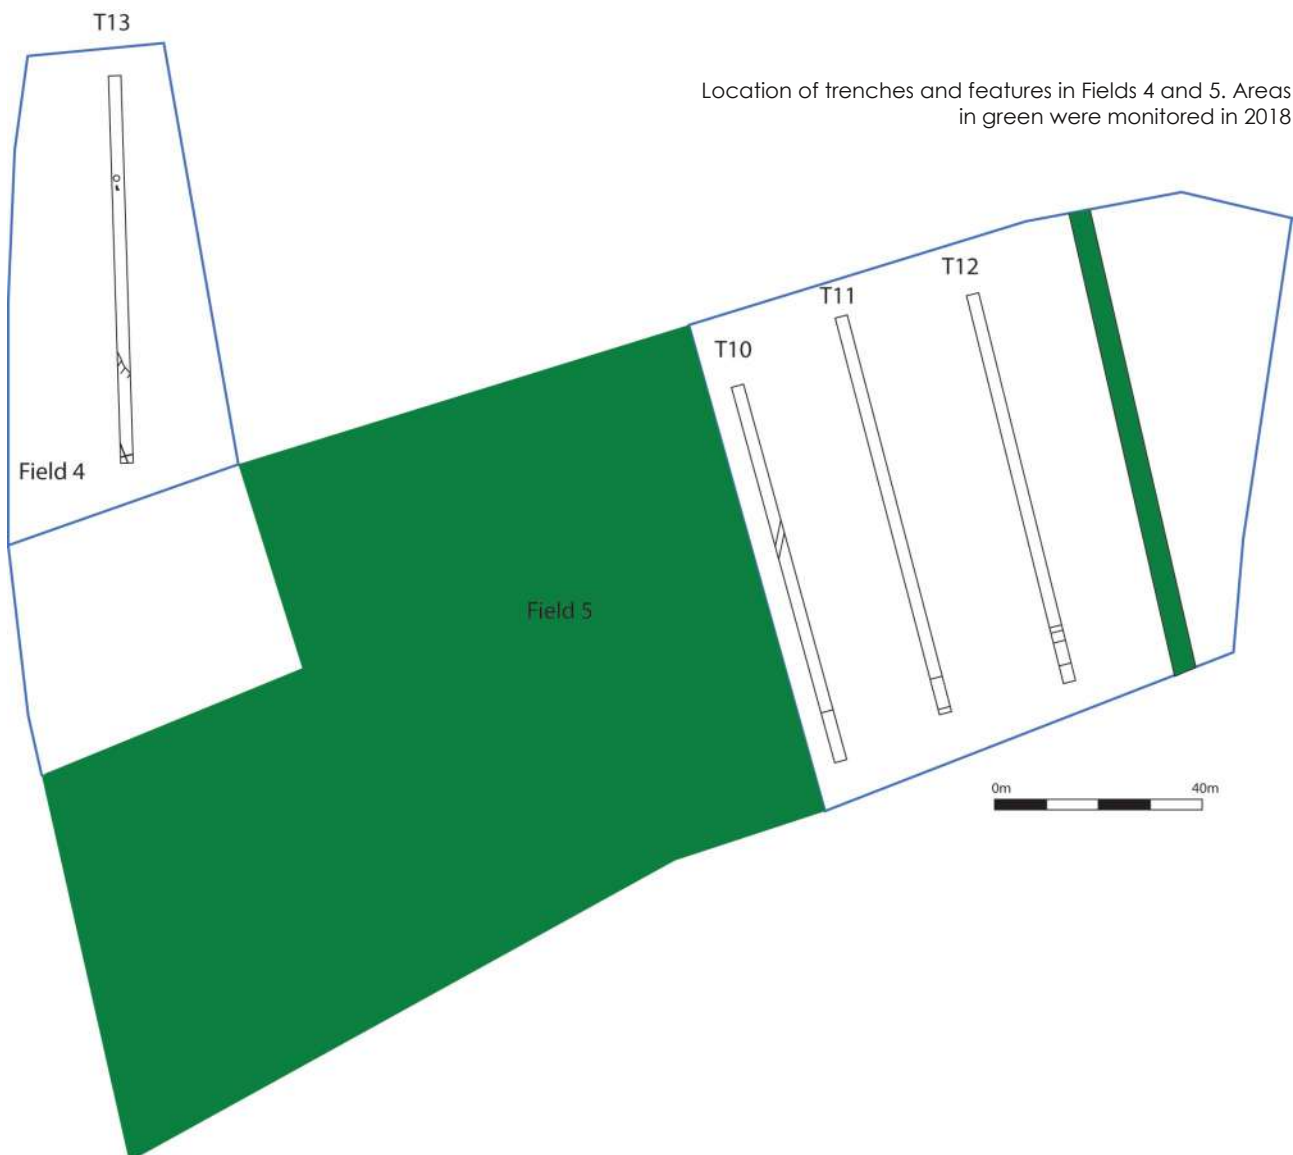 T13
Location of trenches and features in Fields 4 and 5. Areas
in green were monitored in 2018
T12
T11
T10
Field 4
Field 5
0m 40m